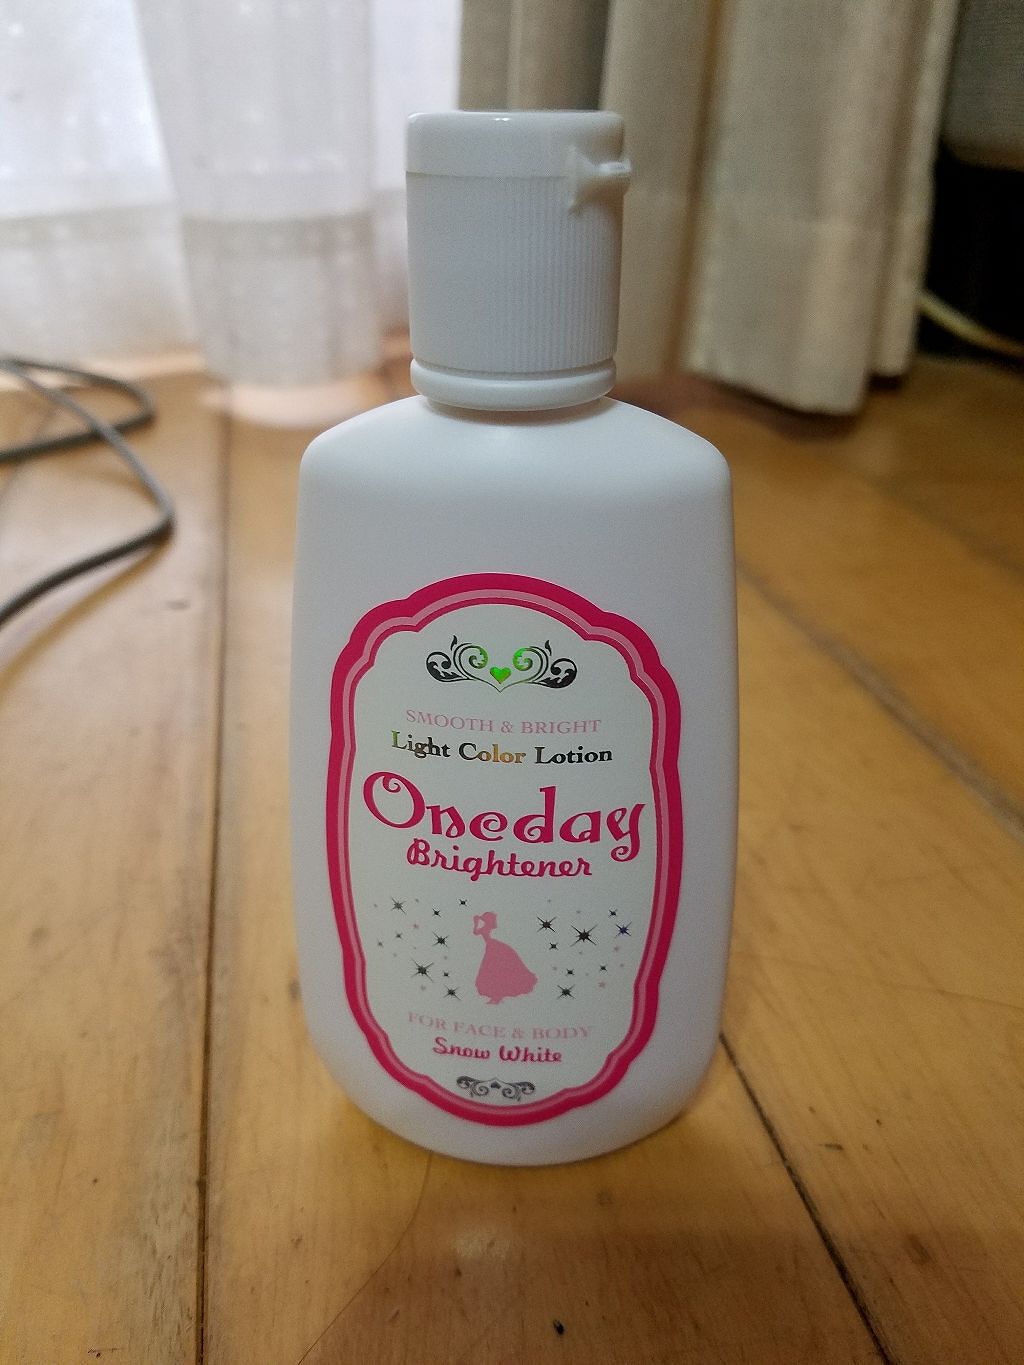 SMOOTH & BRIGHT
Light Color Lotion
Oneday
Brightener
FOR FACE & BODY
Snow White